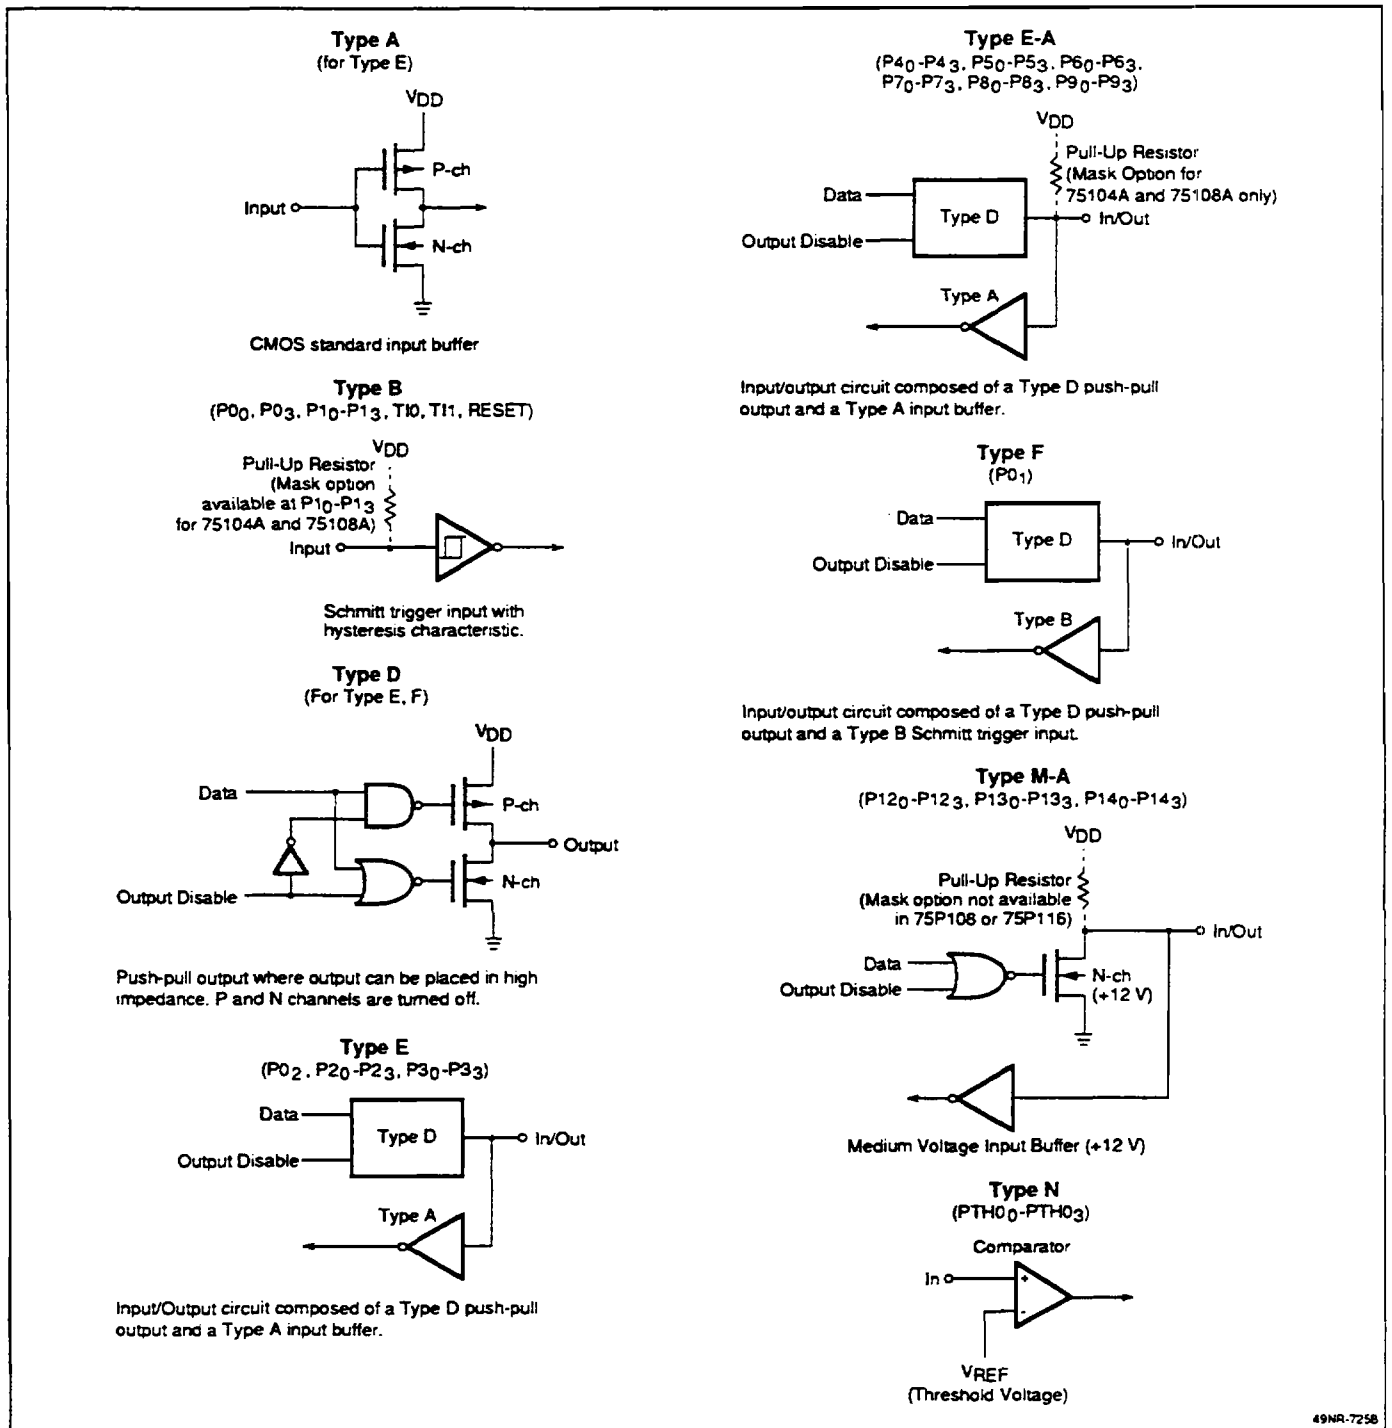 Type A
(for Type E)
VDD
P-ch
Input
N-ch
CMOS standard input buffer
Type B
(P00, P03, P10-P13, TI0, TI1, RESET)
VDD
Pull-Up Resistor
(Mask option
available at P10-P13
for 75104A and 75108A)
Input
Schmitt trigger input with
hysteresis characteristic.
Type D
(For Type E, F)
VDD
Data
P-ch
Output
N-ch
Output Disable
Push-pull output where output can be placed in high
impedance. P and N channels are turned off.
Type E
(P02, P20-P23, P30-P33)
Data
Type D
In/Out
Output Disable
Type A
Input/Output circuit composed of a Type D push-pull
output and a Type A input buffer.
Type E-A
(P40-P43, P50-P53, P60-P63,
P70-P73, P80-P83, P90-P93)
VDD
Pull-Up Resistor
(Mask Option for
75104A and 75108A only)
Data
Type D
In/Out
Output Disable
Type A
Input/output circuit composed of a Type D push-pull
output and a Type A input buffer.
Type F
(P01)
Data
Type D
In/Out
Output Disable
Type B
Input/output circuit composed of a Type D push-pull
output and a Type B Schmitt trigger input.
Type M-A
(P120-P123, P130-P133, P140-P143)
VDD
Pull-Up Resistor
(Mask option not available
in 75P108 or 75P116)
In/Out
Data
Output Disable
N-ch
(+12 V)
Medium Voltage Input Buffer (+12 V)
Type N
(PTH00-PTH03)
Comparator
In
+
-
VREF
(Threshold Voltage)
49NR-725B